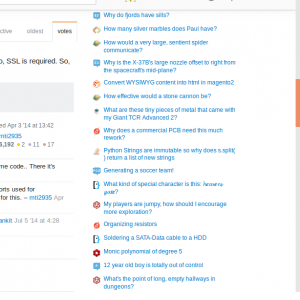 Why do fjords have sills?
ctive oldest votes
How many silver marbles does Paul have?
How would a very large, sentient spider
communicate?
o, SSL is required. So,
Why is the X-37B's large nozzle offset to right from
the spacecraft's mid-plane?
Convert WYSIWYG content into html in magento2
How effective would a stone cannon be?
What are these tiny pieces of metal that came with
my Giant TCR Advanced 2?
ed Apr 3 '14 at 13:42
mti2935
,192 2 11 17
Why does a commercial PCB need this much
rework?
Python Strings are immutable so why does s.split(
) return a list of new strings
me code.. There it's
Generating a soccer team!
What kind of special character is this:
orts used for
for this. – mti2935 Apr
My players are jumpy, how should I encourage
more exploration?
ankit Jul 5 '14 at 4:28
Organizing resistors
Soldering a SATA-Data cable to a HDD
Monic polynomial of degree 5
12 year old boy is totally out of control
What's the point of long, empty hallways in
dungeons?